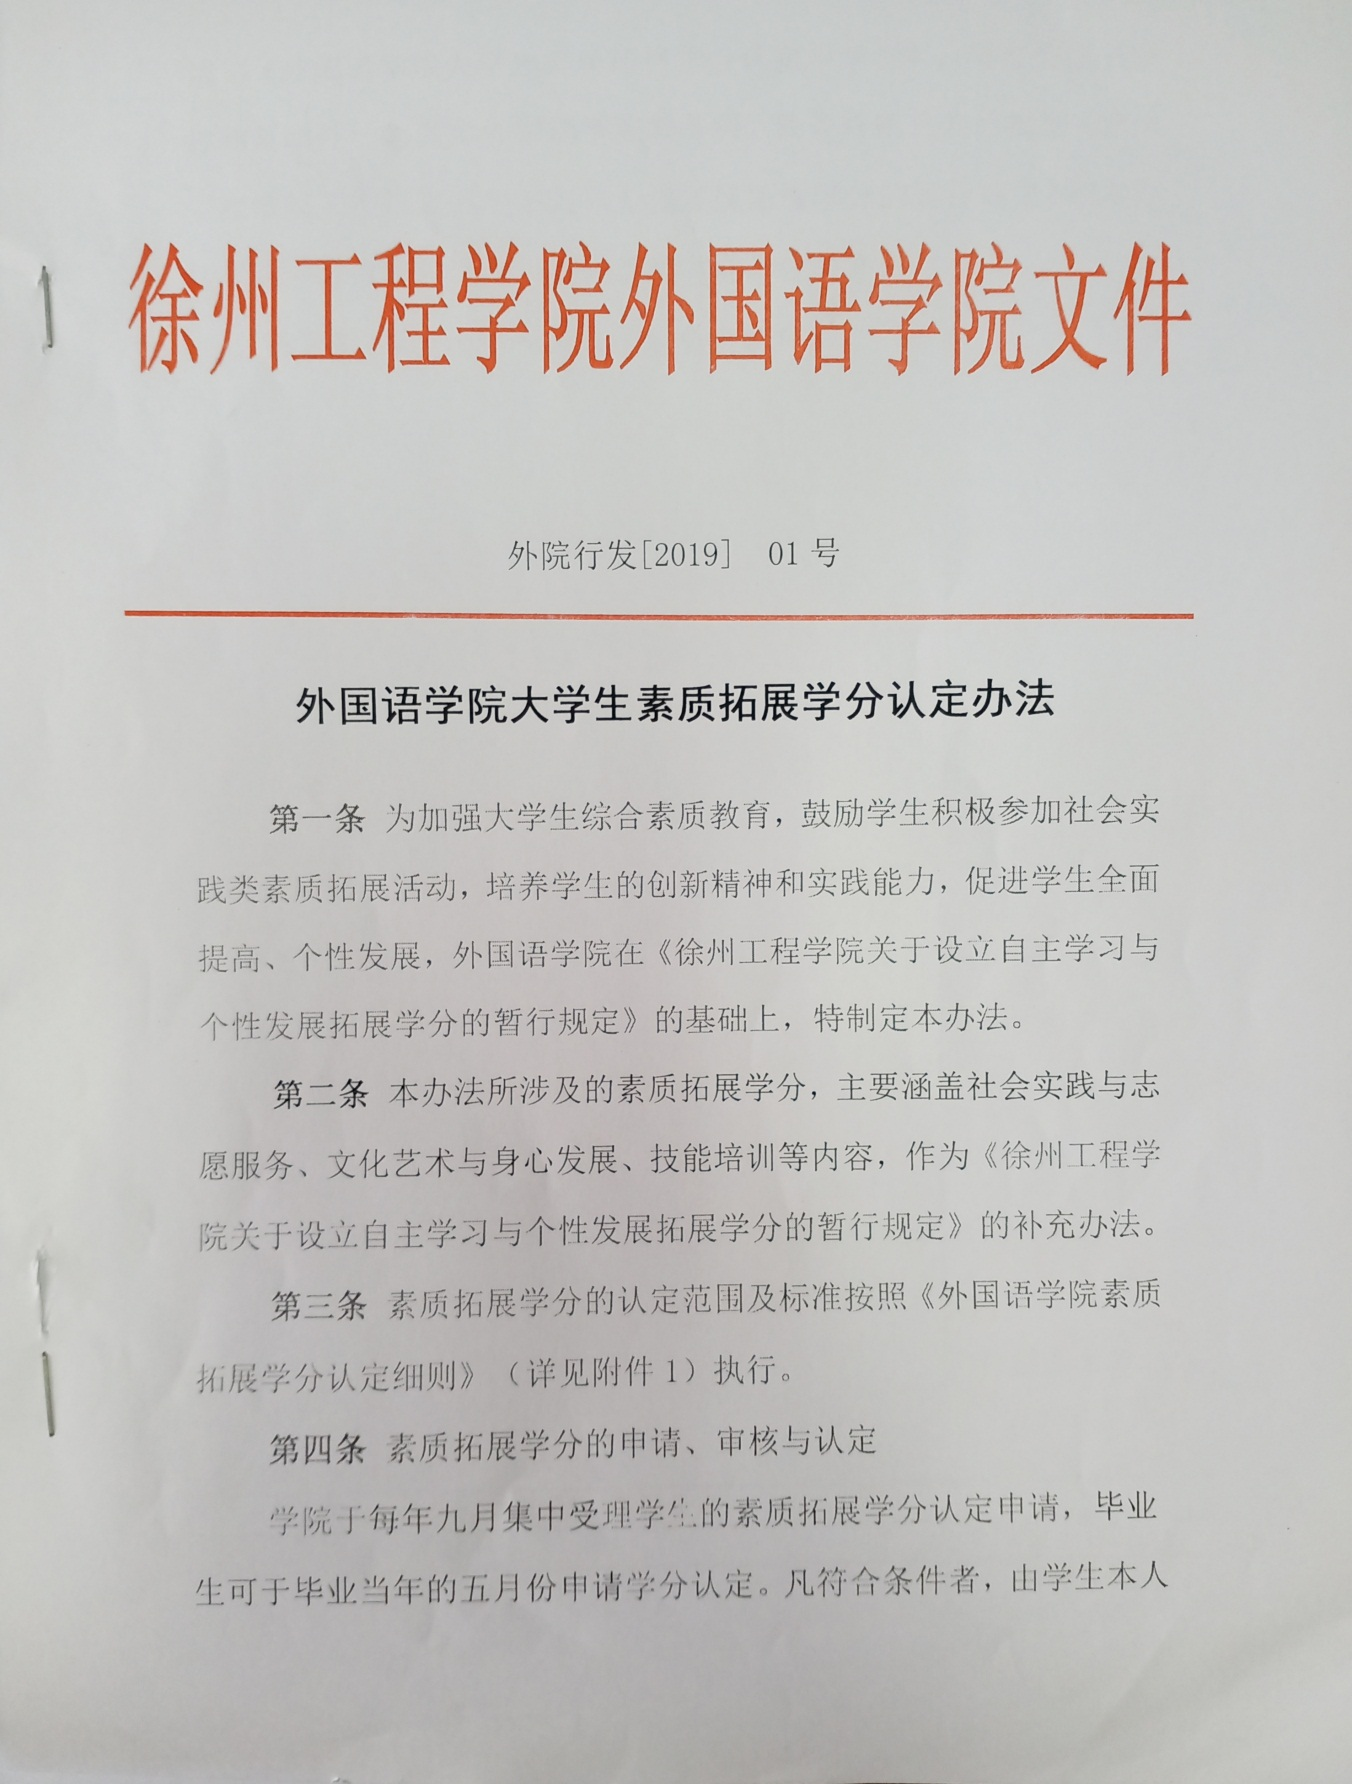 徐州工程学院外国语学院文件
外院行发[2019] 01 号
外国语学院大学生素质拓展学分认定办法
第一条 为加强大学生综合素质教育，鼓励学生积极参加社会实
践类素质拓展活动，培养学生的创新精神和实践能力，促进学生全面
提高、个性发展，外国语学院在《徐州工程学院关于设立自主学习与
个性发展拓展学分的暂行规定》的基础上，特制定本办法。
第二条 本办法所涉及的素质拓展学分，主要涵盖社会实践与志
愿服务、文化艺术与身心发展、技能培训等内容，作为《徐州工程学
院关于设立自主学习与个性发展拓展学分的暂行规定》的补充办法。
第三条 素质拓展学分的认定范围及标准按照《外国语学院素质
拓展学分认定细则》（详见附件 1）执行。
第四条 素质拓展学分的申请、审核与认定
学院于每年九月集中受理学生的素质拓展学分认定申请，毕业
生可于毕业当年的五月份申请学分认定。凡符合条件者，由学生本人